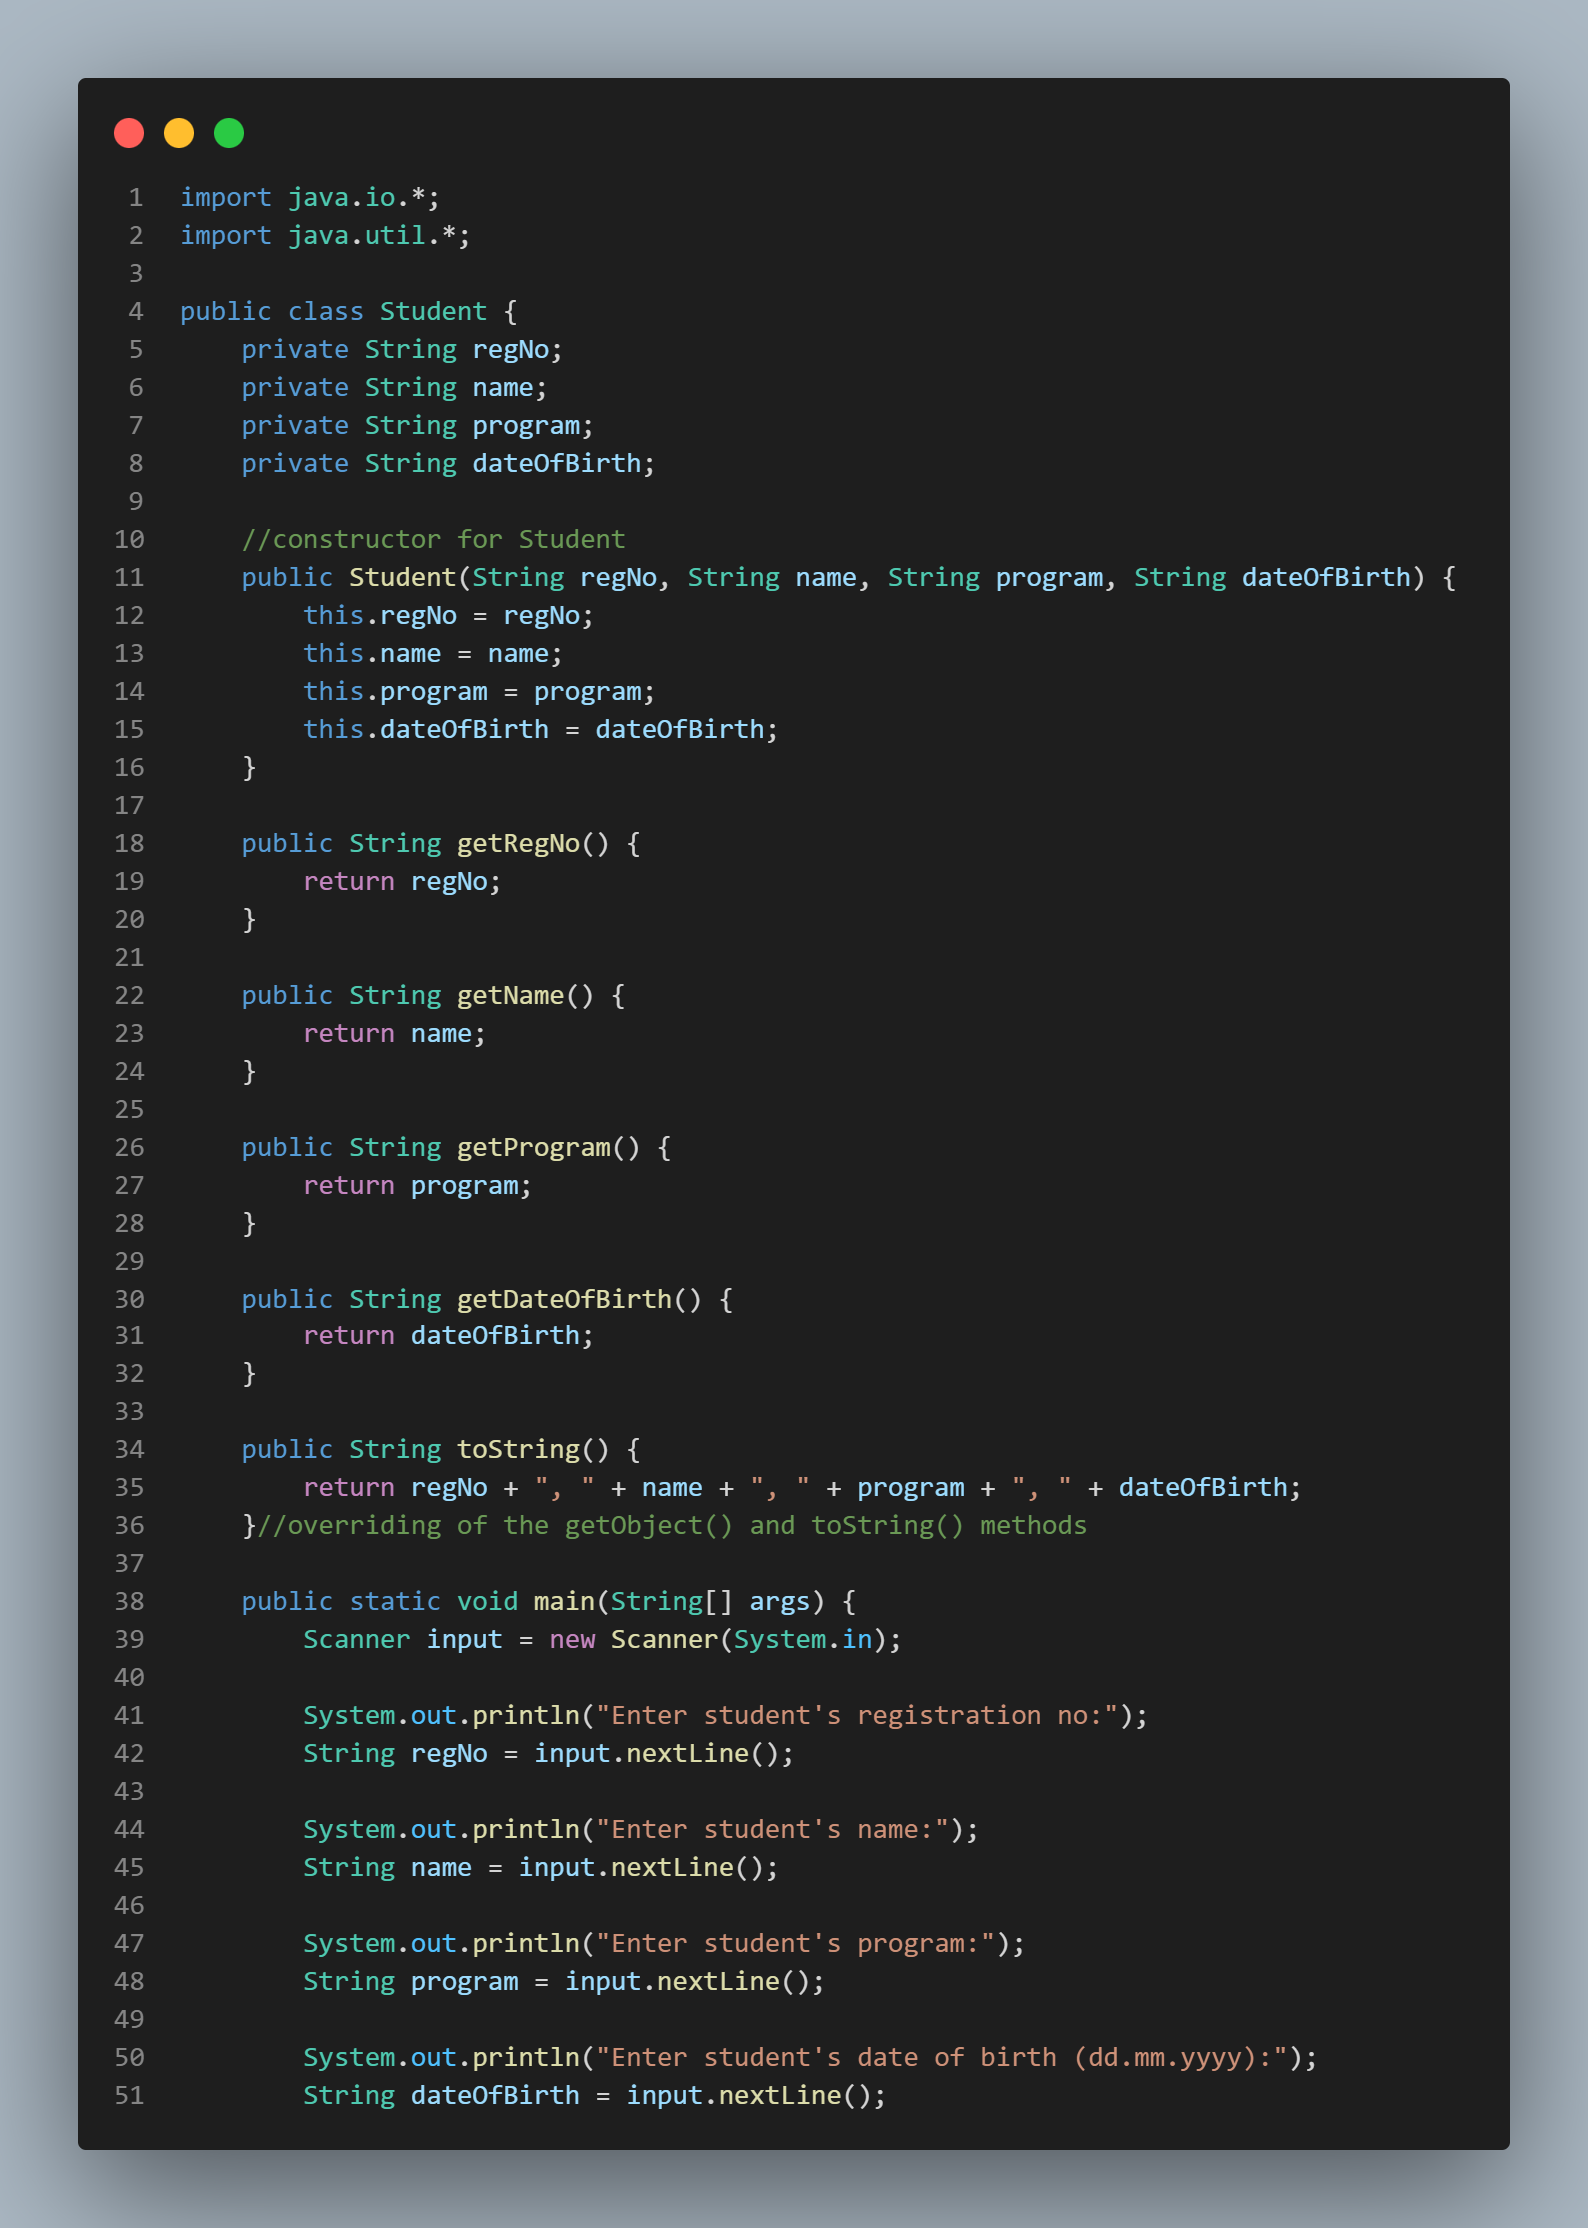 1 import java.io.*;
2 import java.util.*;
3
4 public class Student {
5     private String regNo;
6     private String name;
7     private String program;
8     private String dateOfBirth;
9
10     //constructor for Student
11     public Student(String regNo, String name, String program, String dateOfBirth) {
12         this.regNo = regNo;
13         this.name = name;
14         this.program = program;
15         this.dateOfBirth = dateOfBirth;
16     }
17
18     public String getRegNo() {
19         return regNo;
20     }
21
22     public String getName() {
23         return name;
24     }
25
26     public String getProgram() {
27         return program;
28     }
29
30     public String getDateOfBirth() {
31         return dateOfBirth;
32     }
33
34     public String toString() {
35         return regNo + ", " + name + ", " + program + ", " + dateOfBirth;
36     }//overriding of the getObject() and toString() methods
37
38     public static void main(String[] args) {
39         Scanner input = new Scanner(System.in);
40
41         System.out.println("Enter student's registration no:");
42         String regNo = input.nextLine();
43
44         System.out.println("Enter student's name:");
45         String name = input.nextLine();
46
47         System.out.println("Enter student's program:");
48         String program = input.nextLine();
49
50         System.out.println("Enter student's date of birth (dd.mm.yyyy):");
51         String dateOfBirth = input.nextLine();